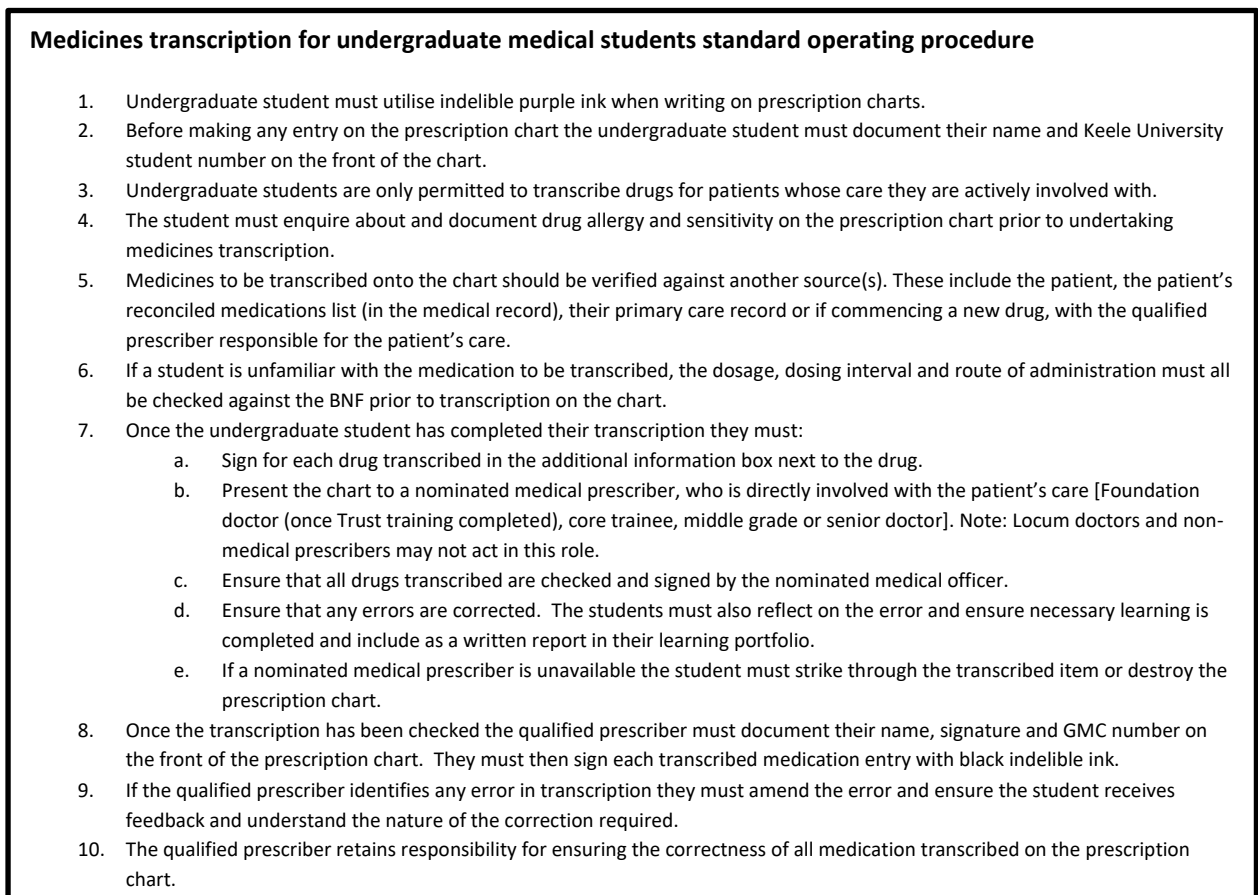 Medicines transcription for undergraduate medical students standard operating procedure
1. Undergraduate student must utilise indelible purple ink when writing on prescription charts.
2. Before making any entry on the prescription chart the undergraduate student must document their name and Keele University
student number on the front of the chart.
3. Undergraduate students are only permitted to transcribe drugs for patients whose care they are actively involved with.
4. The student must enquire about and document drug allergy and sensitivity on the prescription chart prior to undertaking
medicines transcription.
5. Medicines to be transcribed onto the chart should be verified against another source(s). These include the patient, the patient’s
reconciled medications list (in the medical record), their primary care record or if commencing a new drug, with the qualified
prescriber responsible for the patient’s care.
6. If a student is unfamiliar with the medication to be transcribed, the dosage, dosing interval and route of administration must all
be checked against the BNF prior to transcription on the chart.
7. Once the undergraduate student has completed their transcription they must:
a. Sign for each drug transcribed in the additional information box next to the drug.
b. Present the chart to a nominated medical prescriber, who is directly involved with the patient’s care [Foundation
doctor (once Trust training completed), core trainee, middle grade or senior doctor]. Note: Locum doctors and non-
medical prescribers may not act in this role.
c. Ensure that all drugs transcribed are checked and signed by the nominated medical officer.
d. Ensure that any errors are corrected. The students must also reflect on the error and ensure necessary learning is
completed and include as a written report in their learning portfolio.
e. If a nominated medical prescriber is unavailable the student must strike through the transcribed item or destroy the
prescription chart.
8. Once the transcription has been checked the qualified prescriber must document their name, signature and GMC number on
the front of the prescription chart. They must then sign each transcribed medication entry with black indelible ink.
9. If the qualified prescriber identifies any error in transcription they must amend the error and ensure the student receives
feedback and understand the nature of the correction required.
10. The qualified prescriber retains responsibility for ensuring the correctness of all medication transcribed on the prescription
chart.